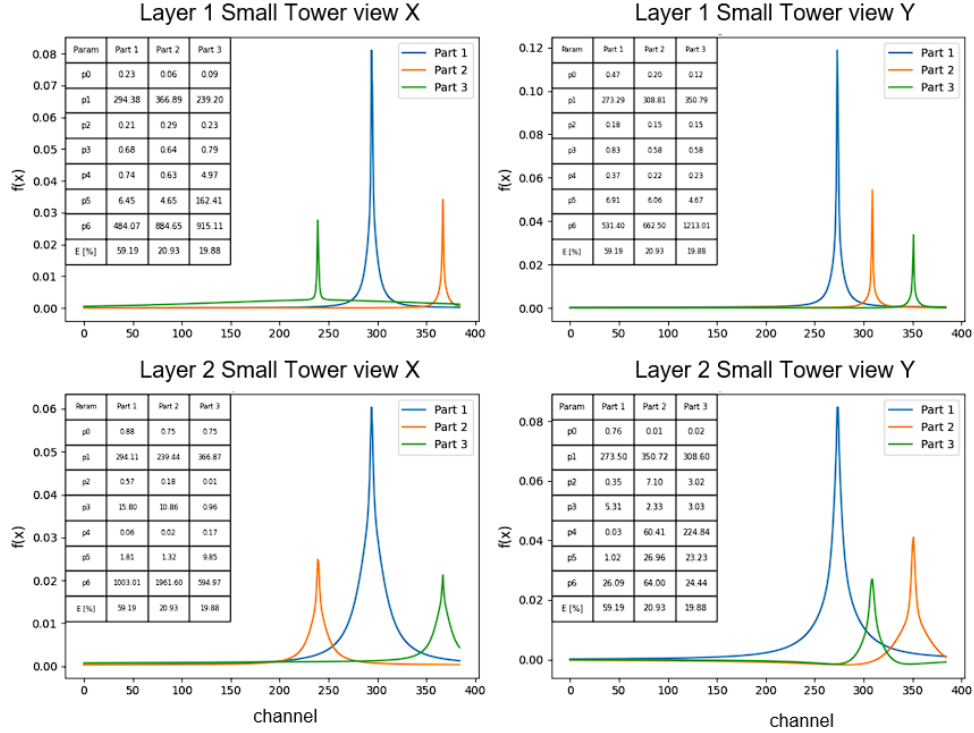 Layer 1 Small Tower view X
Param Part 1 Part 2 Part 3
p0 0.23 0.06 0.09
p1 294.38 366.89 239.20
p2 0.21 0.29 0.23
p3 0.68 0.64 0.79
p4 0.74 0.63 4.97
p5 6.45 4.65 162.41
p6 484.07 884.65 915.11
E [%] 59.19 20.93 19.88
Part 1
Part 2
Part 3
f(x)
0.08
0.07
0.06
0.05
0.04
0.03
0.02
0.01
0.00
0 50 100 150 200 250 300 350 400
Layer 1 Small Tower view Y
Param Part 1 Part 2 Part 3
p0 0.47 0.20 0.12
p1 273.29 308.81 350.79
p2 0.18 0.15 0.15
p3 0.83 0.58 0.58
p4 0.37 0.22 0.23
p5 6.91 6.06 4.67
p6 531.40 662.50 1213.01
E [%] 59.19 20.93 19.88
Part 1
Part 2
Part 3
f(x)
0.12
0.10
0.08
0.06
0.04
0.02
0.00
0 50 100 150 200 250 300 350 400
Layer 2 Small Tower view X
Param Part 1 Part 2 Part 3
p0 0.88 0.75 0.75
p1 294.11 239.44 366.87
p2 0.57 0.18 0.01
p3 15.80 10.86 0.96
p4 0.06 0.02 0.17
p5 1.81 1.32 9.85
p6 1003.01 1961.60 594.97
E [%] 59.19 20.93 19.88
Part 1
Part 2
Part 3
f(x)
0.06
0.05
0.04
0.03
0.02
0.01
0.00
0 50 100 150 200 250 300 350 400
channel
Layer 2 Small Tower view Y
Param Part 1 Part 2 Part 3
p0 0.76 0.01 0.02
p1 273.50 350.72 308.60
p2 0.35 7.10 3.02
p3 5.31 2.33 3.03
p4 0.03 60.41 224.84
p5 1.02 26.96 23.23
p6 26.09 64.00 24.44
E [%] 59.19 20.93 19.88
Part 1
Part 2
Part 3
f(x)
0.08
0.06
0.04
0.02
0.00
0 50 100 150 200 250 300 350 400
channel